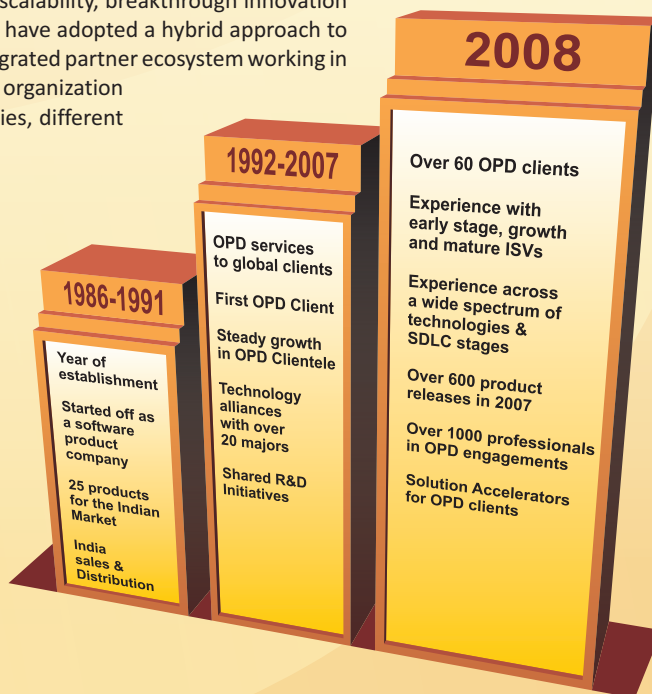 scalability, breakthrough innovation
have adopted a hybrid approach to
grated partner ecosystem working in
organization
ies, different
1986-1991
Year of
establishment
Started off as
a software
product
company
25 products
for the Indian
Market
India
sales &
Distribution
1992-2007
OPD services
to global clients
First OPD Client
Steady growth
in OPD Clientele
Technology
alliances
with over
20 majors
Shared R&D
Initiatives
2008
Over 60 OPD clients
Experience with
early stage, growth
and mature ISVs
Experience across
a wide spectrum of
technologies &
SDLC stages
Over 600 product
releases in 2007
Over 1000 professionals
in OPD engagements
Solution Accelerators
for OPD clients